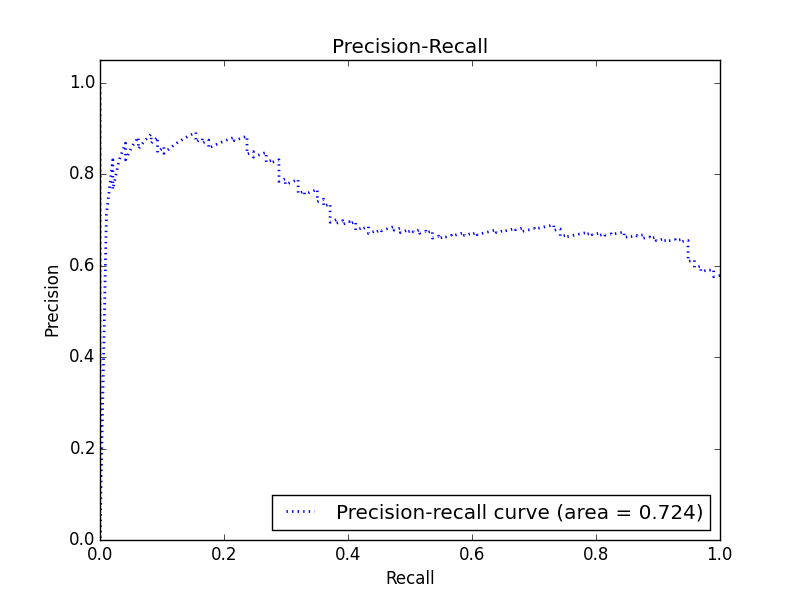 Precision-Recall
1.0
0.8
0.6
0.4
0.2
0.0
Precision
0.0 0.2 0.4 0.6 0.8 1.0
Recall
Precision-recall curve (area = 0.724)